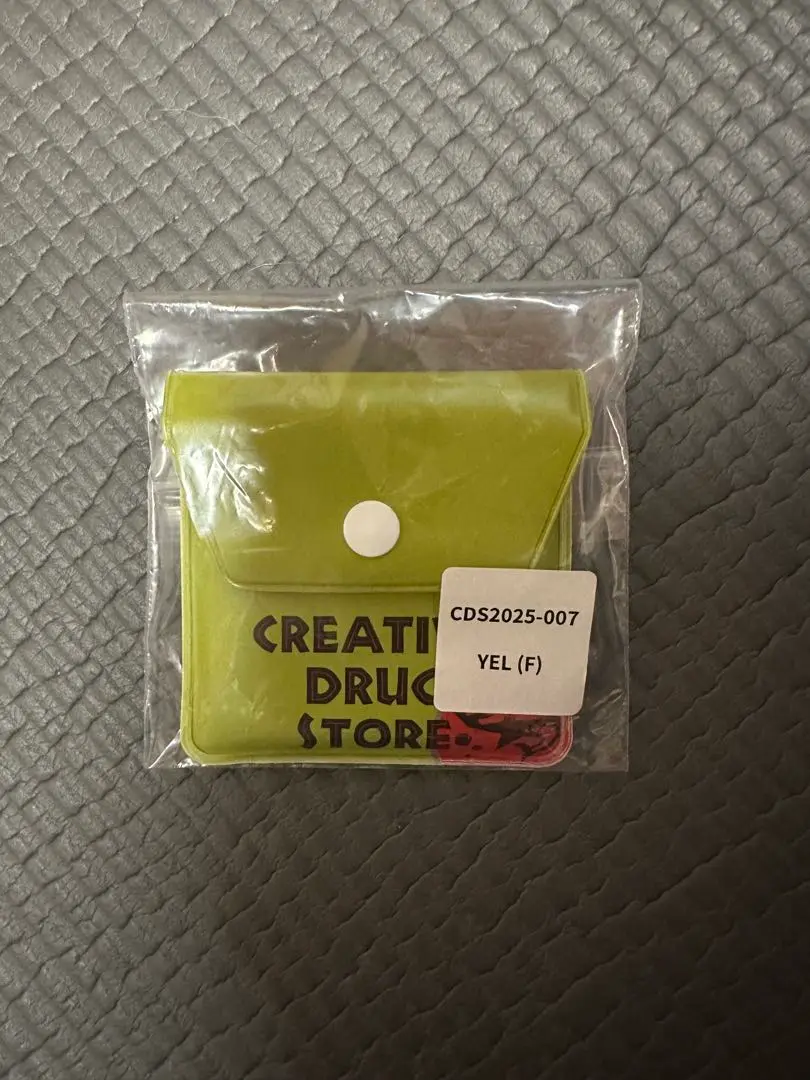 CREATIV
DRUG
STORE
CDS2025-007
YEL (F)